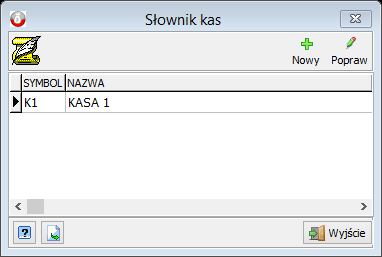 Słownik kas
Nowy Popraw
SYMBOL NAZWA
K1 KASA 1
? Wyjście